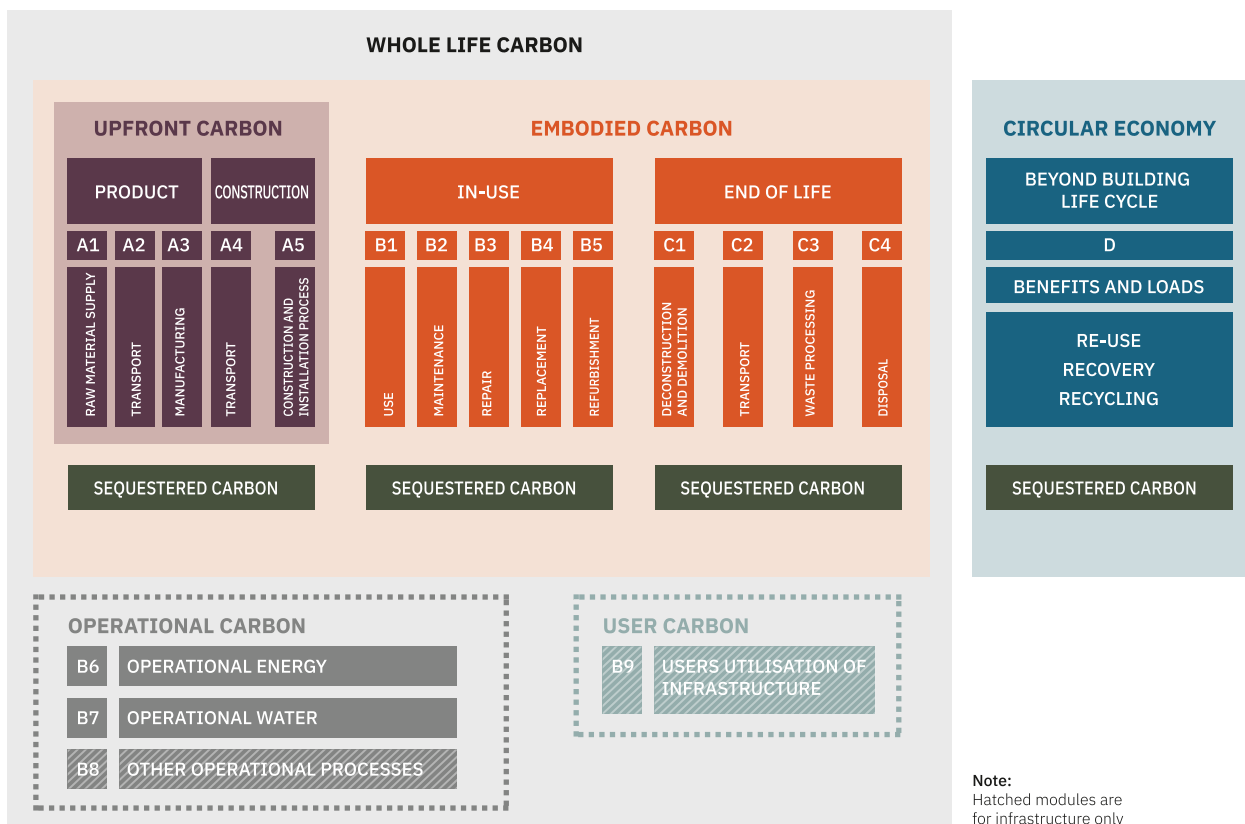 WHOLE LIFE CARBON
UPFRONT CARBON
PRODUCT
CONSTRUCTION
A1
A2
A3
A4
A5
RAW MATERIAL SUPPLY
TRANSPORT
MANUFACTURING
TRANSPORT
CONSTRUCTION AND
INSTALLATION PROCESS
SEQUESTERED CARBON
EMBODIED CARBON
IN-USE
B1
B2
B3
B4
B5
USE
MAINTENANCE
REPAIR
REPLACEMENT
REFURBISHMENT
SEQUESTERED CARBON
END OF LIFE
C1
C2
C3
C4
DECONSTRUCTION
AND DEMOLITION
TRANSPORT
WASTE PROCESSING
DISPOSAL
SEQUESTERED CARBON
CIRCULAR ECONOMY
BEYOND BUILDING
LIFE CYCLE
D
BENEFITS AND LOADS
RE-USE
RECOVERY
RECYCLING
SEQUESTERED CARBON
OPERATIONAL CARBON
B6
OPERATIONAL ENERGY
B7
OPERATIONAL WATER
B8
OTHER OPERATIONAL PROCESSES
USER CARBON
B9
USERS UTILISATION OF
INFRASTRUCTURE
Note:
Hatched modules are
for infrastructure only